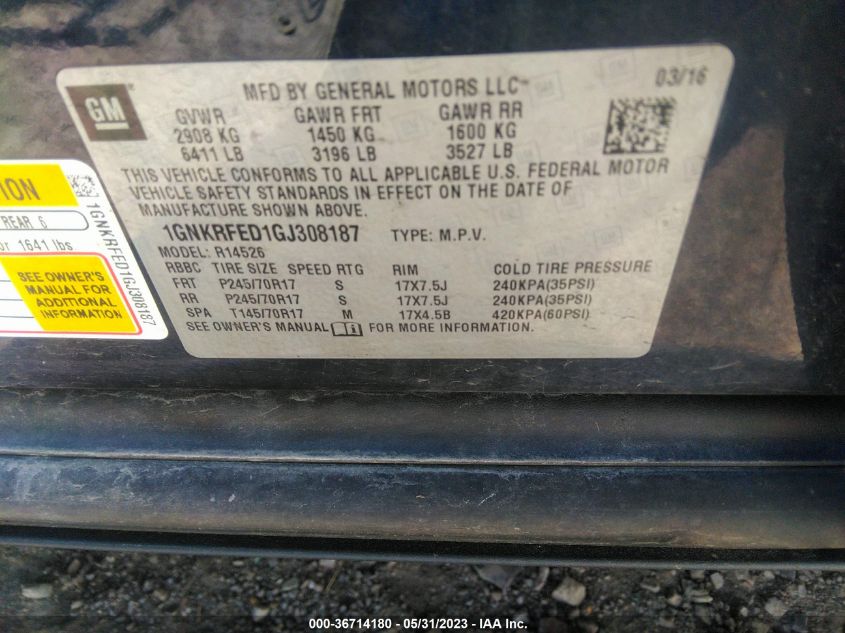 GM
MFD BY GENERAL MOTORS LLC
03/16
GVWR GAWR FRT GAWR RR
2908 KG 1450 KG 1600 KG
6411 LB 3196 LB 3527 LB
THIS VEHICLE CONFORMS TO ALL APPLICABLE U.S. FEDERAL MOTOR
VEHICLE SAFETY STANDARDS IN EFFECT ON THE DATE OF
MANUFACTURE SHOWN ABOVE.
1GNKRFED1GJ308187 TYPE: M.P.V.
MODEL: R14526
RBBC TIRE SIZE SPEED RTG RIM COLD TIRE PRESSURE
FRT P245/70R17 S 17X7.5J 240KPA(35PSI)
RR P245/70R17 S 17X7.5J 240KPA(35PSI)
SPA T145/70R17 M 17X4.5B 420KPA(60PSI)
SEE OWNER'S MANUAL FOR MORE INFORMATION.
REAR 6
1641 lbs
SEE OWNER'S
MANUAL FOR
ADDITIONAL
INFORMATION
1GNKRFED1GJ308187
000-36714180 - 05/31/2023 - IAA Inc.